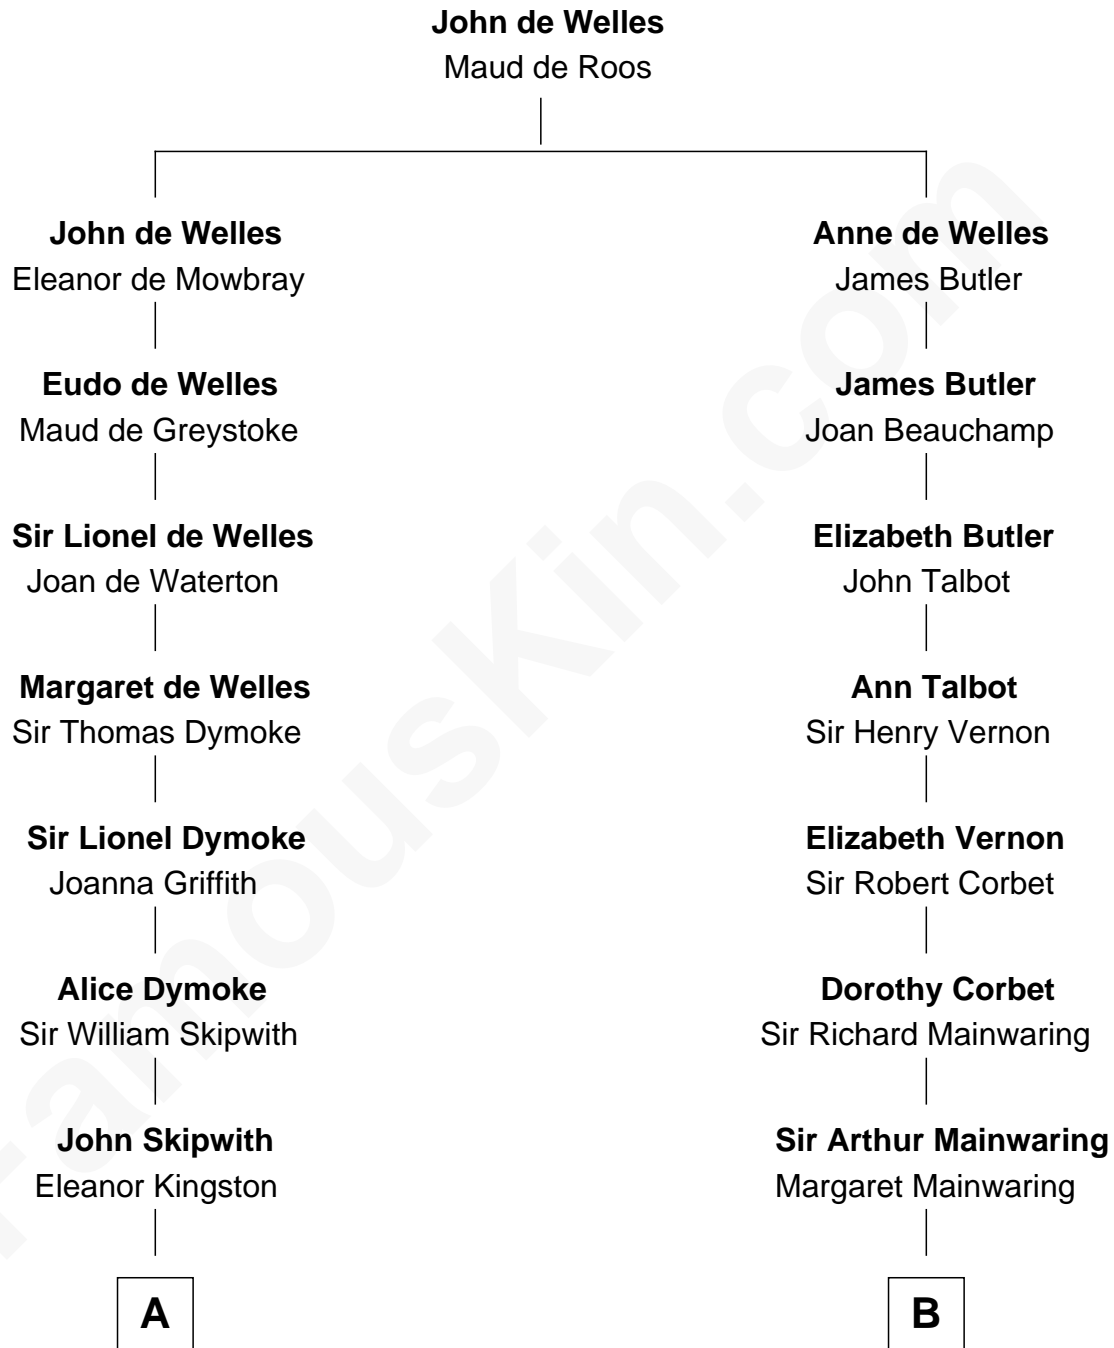 John de Welles
Maud de Roos
John de Welles
Eleanor de Mowbray
Anne de Welles
James Butler
Eudo de Welles
Maud de Greystoke
James Butler
Joan Beauchamp
Sir Lionel de Welles
Joan de Waterton
Elizabeth Butler
John Talbot
Margaret de Welles
Sir Thomas Dymoke
Ann Talbot
Sir Henry Vernon
Sir Lionel Dymoke
Joanna Griffith
Elizabeth Vernon
Sir Robert Corbet
Alice Dymoke
Sir William Skipwith
Dorothy Corbet
Sir Richard Mainwaring
John Skipwith
Eleanor Kingston
Sir Arthur Mainwaring
Margaret Mainwaring
A
B
FamousKin.com